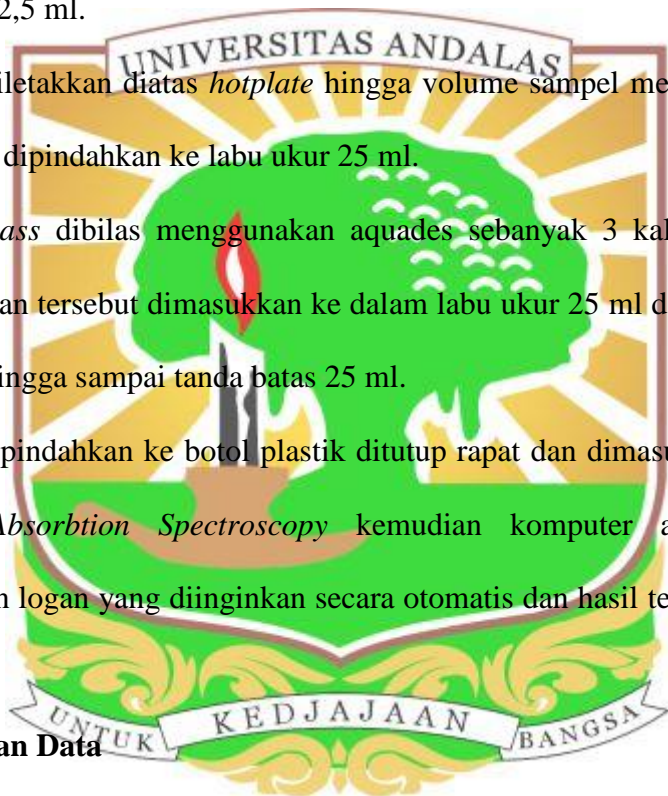 2,5 ml.
UNIVERSITAS ANDALAS
iletakkan diatas hotplate hingga volume sampel me
dipindahkan ke labu ukur 25 ml.
ass dibilas menggunakan aquades sebanyak 3 kal
an tersebut dimasukkan ke dalam labu ukur 25 ml d
ingga sampai tanda batas 25 ml.
pindahkan ke botol plastik ditutup rapat dan dimasu
Absorbtion Spectroscopy kemudian komputer a
n logan yang diinginkan secara otomatis dan hasil te
UNTUK KEDJAJAAN BANGSA
an Data